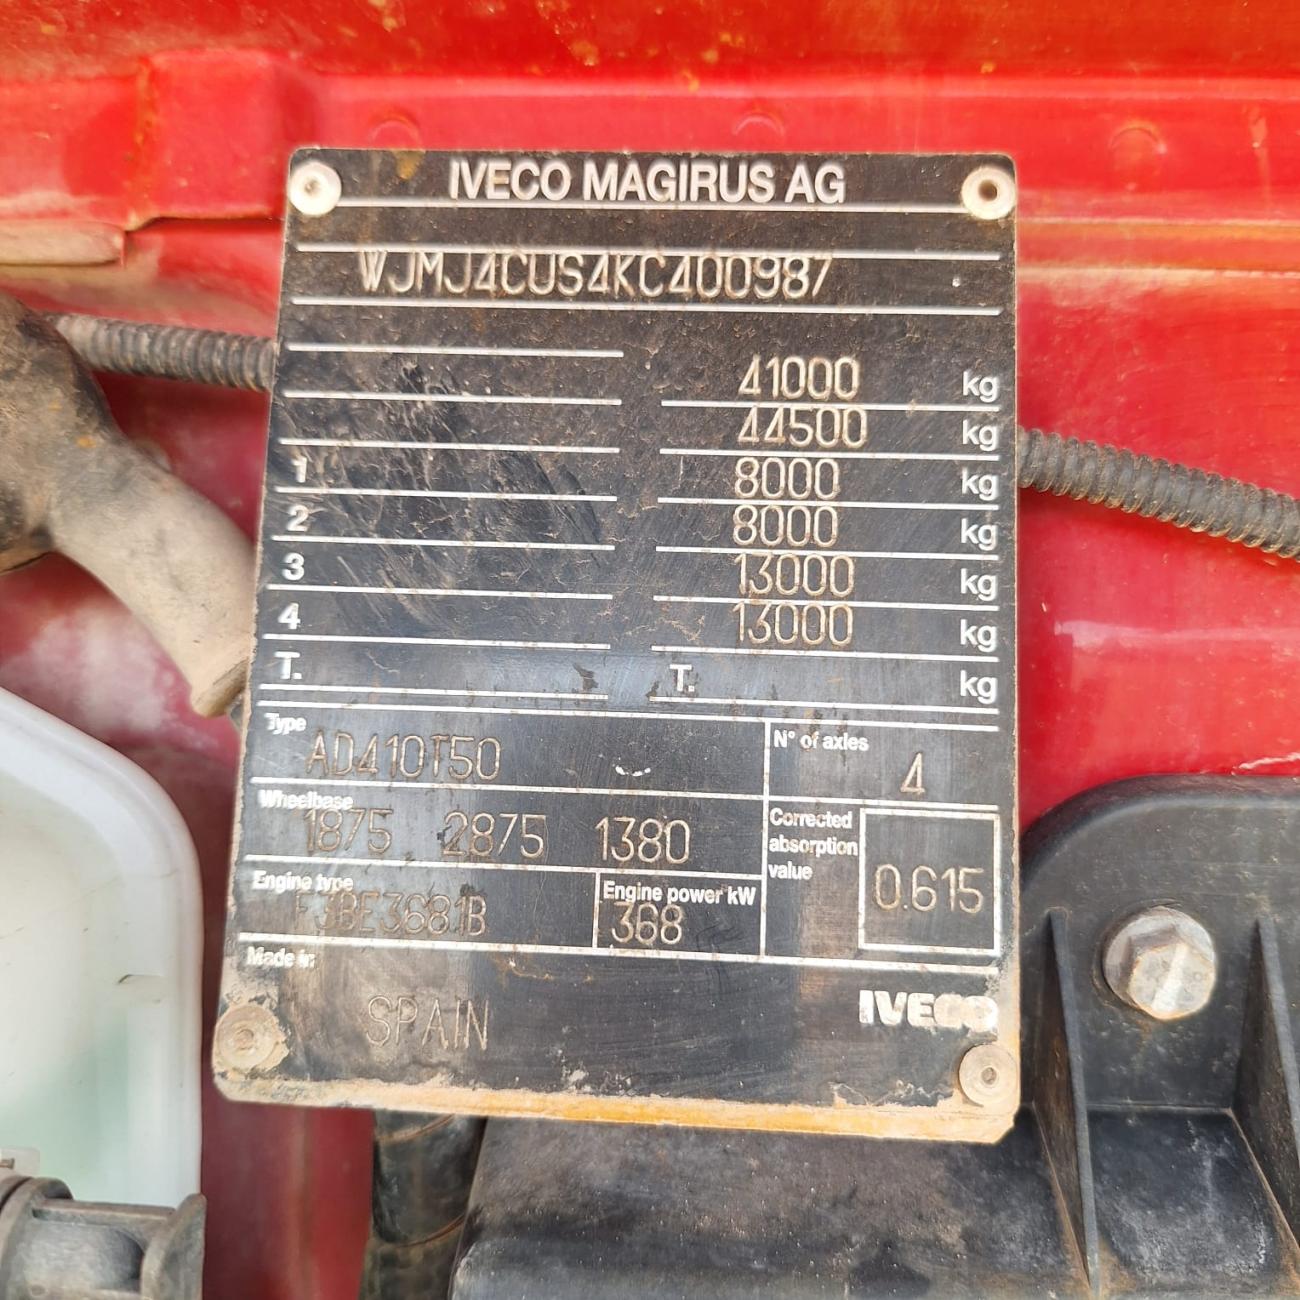 IVECO MAGIRUS AG
WJMJ4CUS4KC400987
41000 kg
44500 kg
1 8000 kg
2 8000 kg
3 13000 kg
4 13000 kg
T. T. kg
Type
AD410T50
N° of axles
4
Wheelbase
1875 2875 1380
Corrected
absorption
value
0.615
Engine type
F3BE3681B
Engine power kW
368
Made in:
SPAIN
IVECO